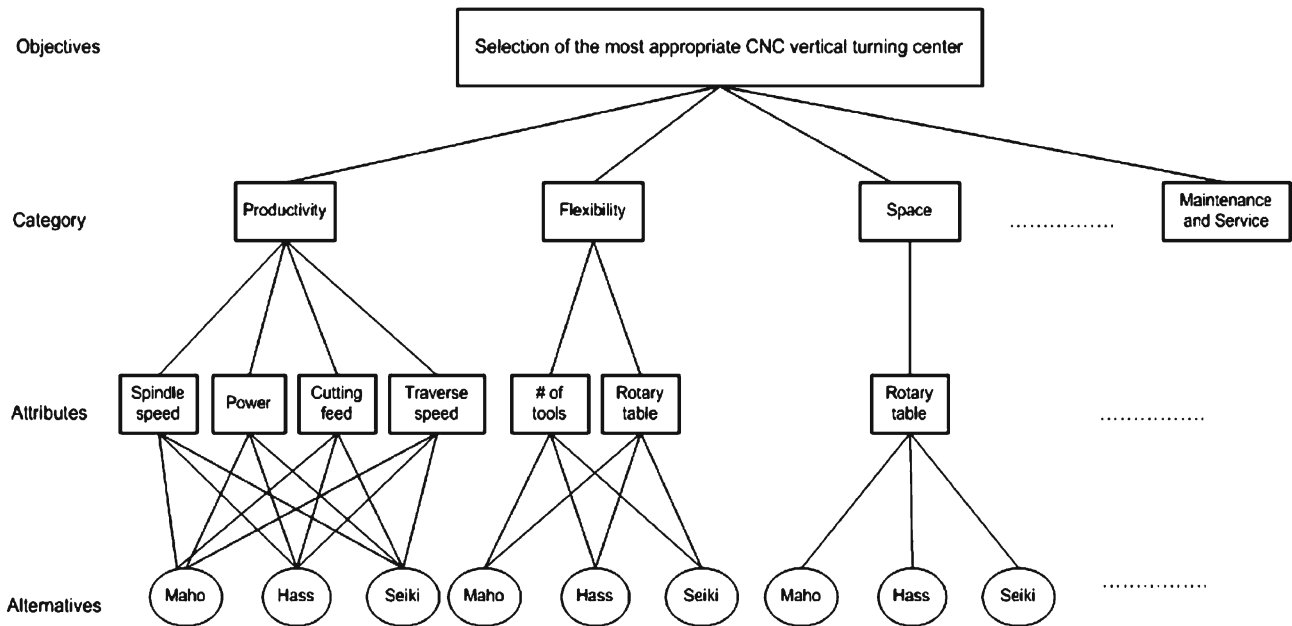 Objectives
Selection of the most appropriate CNC vertical turning center
Category
Productivity
Flexibility
Space
..............
Maintenance
and Service
Attributes
Spindle
speed
Power
Cutting
feed
Traverse
speed
# of
tools
Rotary
table
Rotary
table
..............
Alternatives
Maho
Hass
Seiki
Maho
Hass
Seiki
Maho
Hass
Seiki
..............